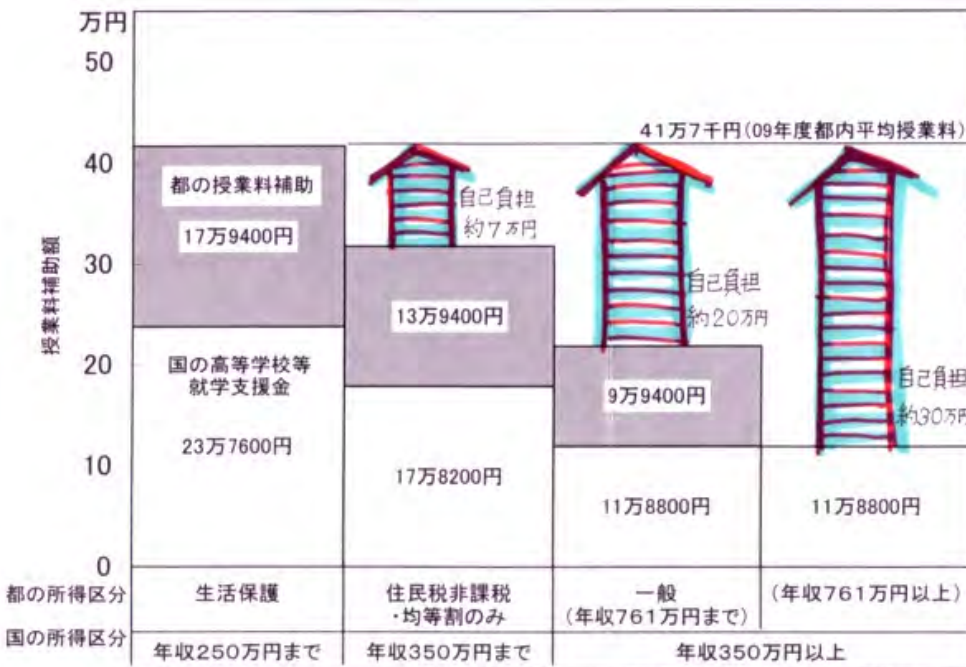 万円
50
41万7千円(09年度都内平均授業料)
40
都の授業料補助
17万9400円
自己負担
約7万円
30
13万9400円
自己負担
約20万円
授業料補助額
20
国の高等学校等
就学支援金
23万7600円
9万9400円
自己負担
約30万円
10
17万8200円
11万8800円
11万8800円
0
都の所得区分
生活保護
住民税非課税
・均等割のみ
一般
(年収761万円まで)
(年収761万円以上)
国の所得区分
年収250万円まで
年収350万円まで
年収350万円以上